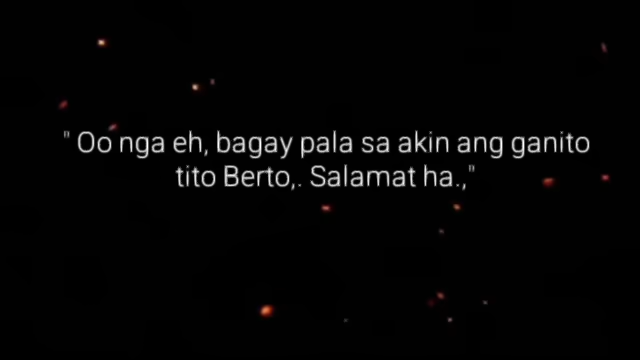 " Oo nga eh, bagay pala sa akin ang ganito
tito Berto,. Salamat ha.,"